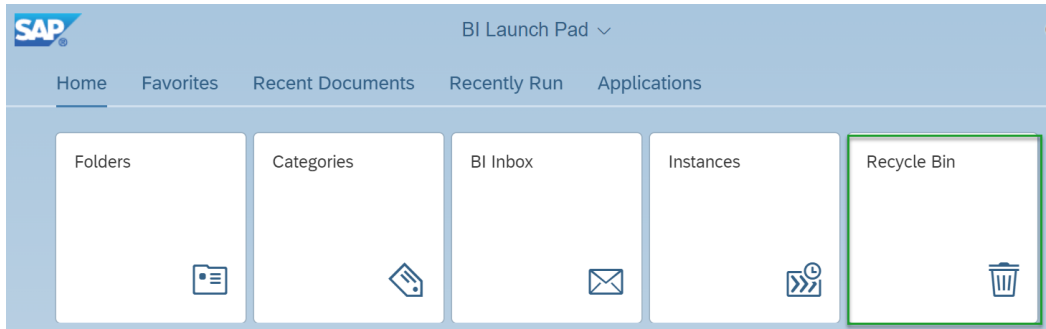 SAP®
BI Launch Pad
Home Favorites Recent Documents Recently Run Applications
Folders Categories BI Inbox Instances Recycle Bin